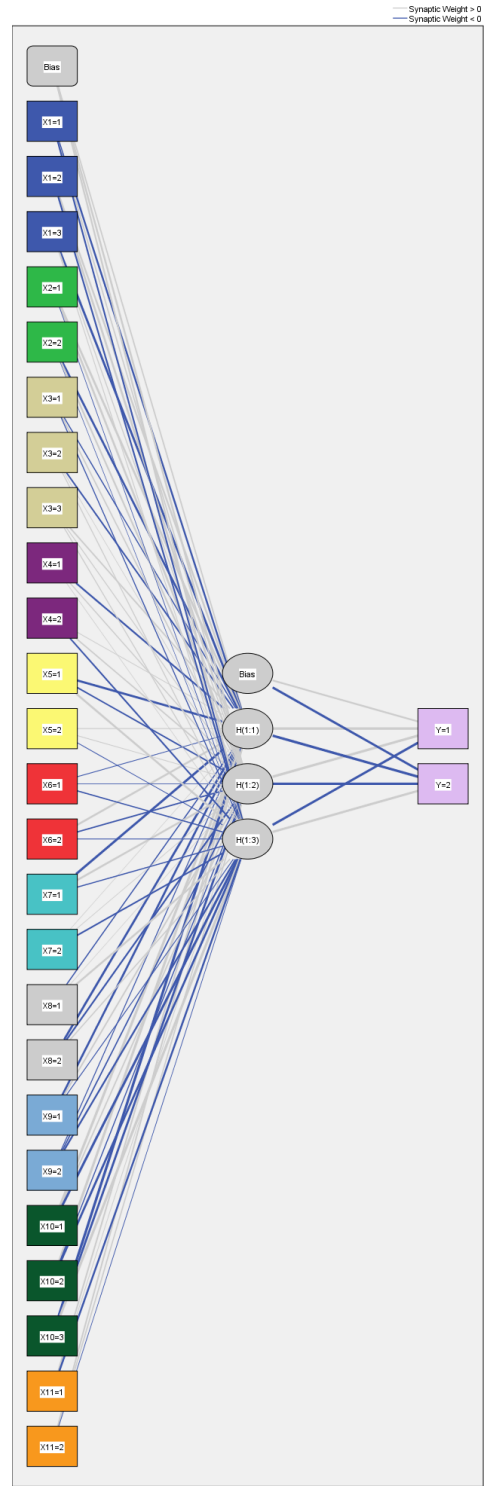 Synaptic Weight > 0
Synaptic Weight < 0
Bias
X1=1
X1=2
X1=3
X2=1
X2=2
X3=1
X3=2
X3=3
X4=1
X4=2
X5=1
X5=2
X6=1
X6=2
X7=1
X7=2
X8=1
X8=2
X9=1
X9=2
X10=1
X10=2
X10=3
X11=1
X11=2
Bias
H(1:1)
H(1:2)
H(1:3)
Y=1
Y=2